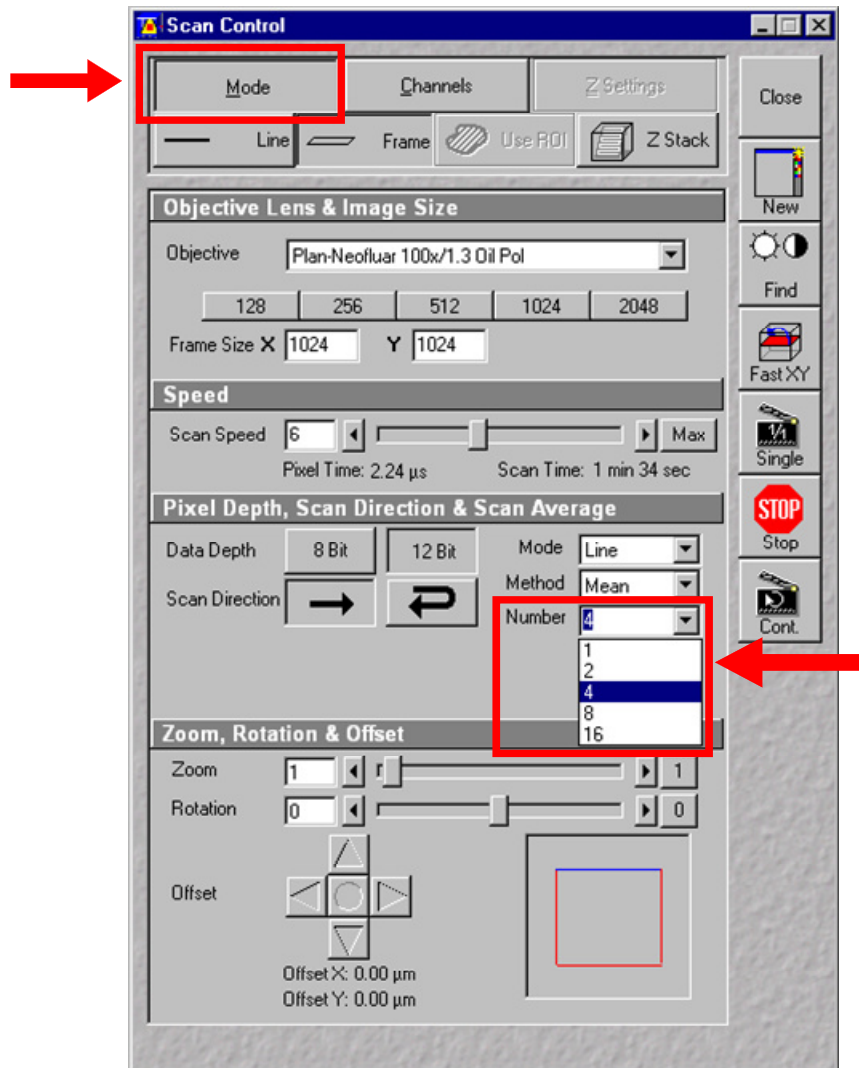 Scan Control
Mode Channels Z Settings Close
Line Frame Use ROI Z Stack
New
Objective Lens & Image Size
Objective Plan-Neofluar 100x/1.3 Oil Pol
Find
128 256 512 1024 2048
Frame Size X 1024 Y 1024
Fast XY
Speed
Scan Speed 6 Max
1/1
Single
Pixel Time: 2.24 µs Scan Time: 1 min 34 sec
Pixel Depth, Scan Direction & Scan Average
STOP
Stop
Data Depth 8 Bit 12 Bit Mode Line
Method Mean
Scan Direction
Number 4
Cont.
1
2
4
8
16
Zoom, Rotation & Offset
Zoom 1 1
Rotation 0 0
Offset
Offset X: 0.00 µm
Offset Y: 0.00 µm